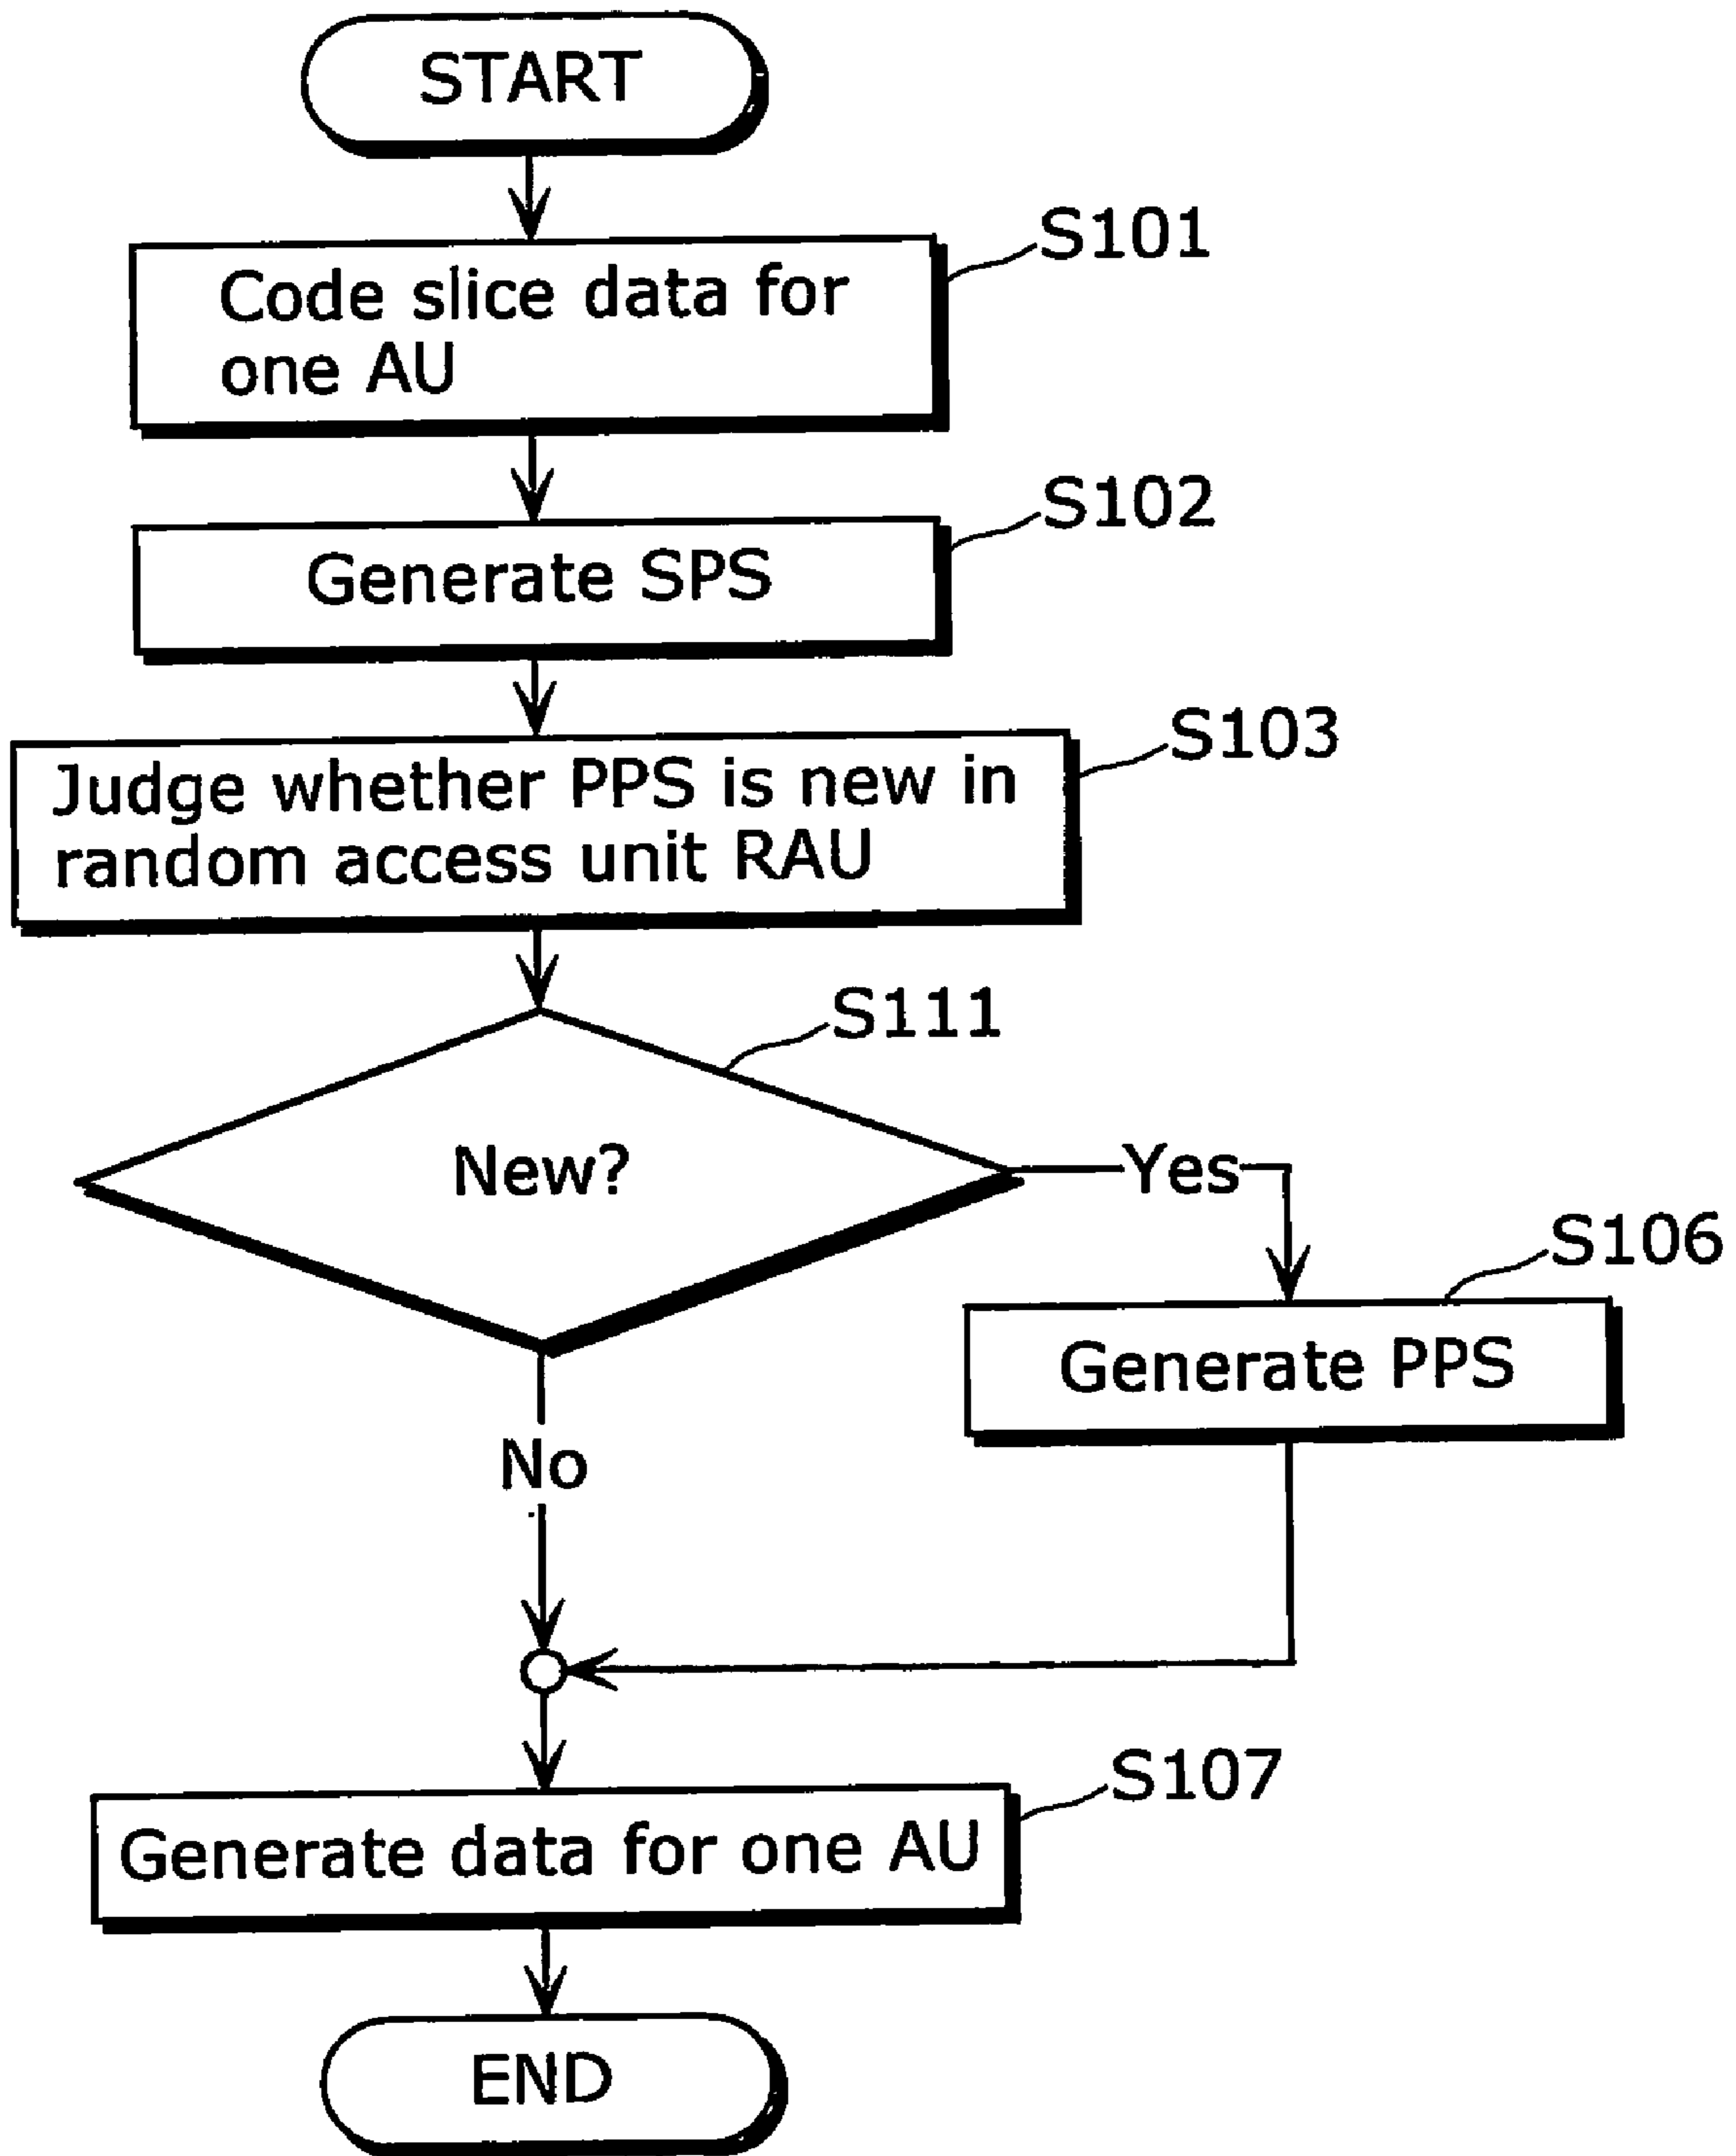 START
S101
Code slice data for
one AU
S102
Generate SPS
S103
Judge whether PPS is new in
random access unit RAU
S111
New?
Yes
S106
Generate PPS
No
S107
Generate data for one AU
END